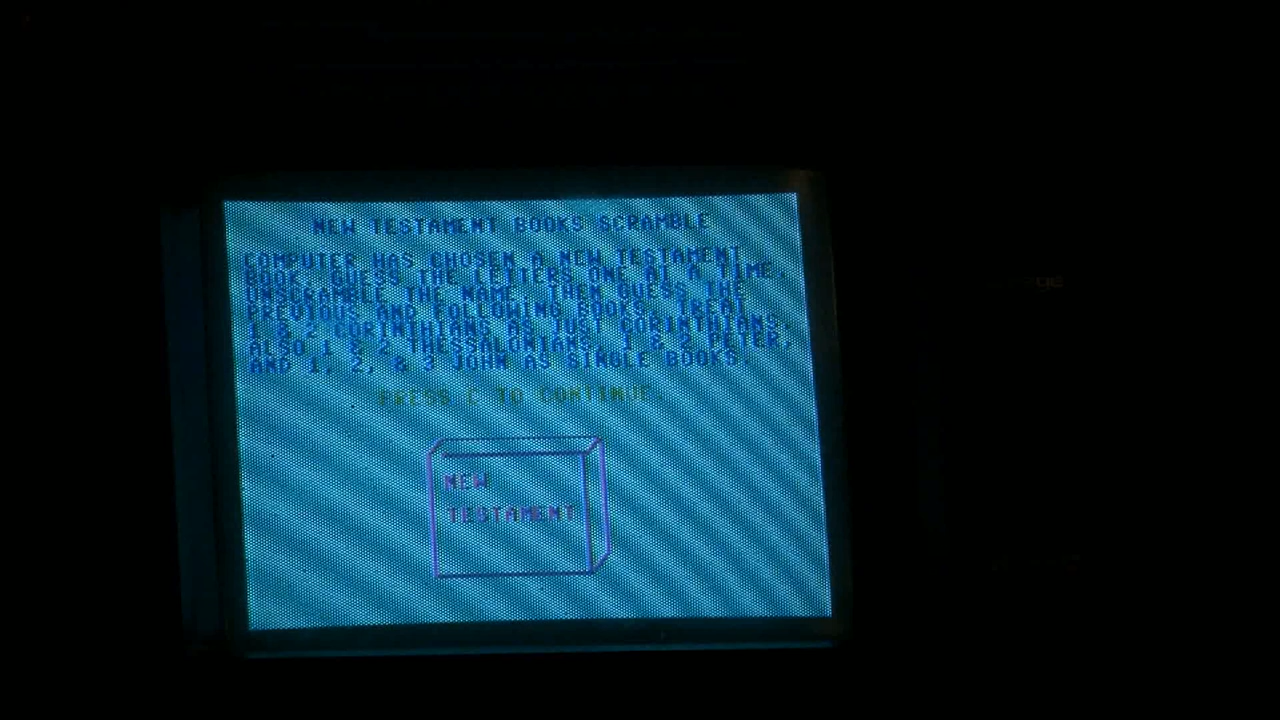 NEW TESTAMENT BOOKS SCRAMBLE
COMPUTER HAS CHOSEN A NEW TESTAMENT
BOOK. GUESS THE LETTERS ONE AT A TIME,
UNSCRAMBLE THE NAME, THEN GUESS THE
PREVIOUS AND FOLLOWING BOOKS. TREAT
1 & 2 CORINTHIANS AS JUST CORINTHIANS.
ALSO 1 & 2 THESSALONIANS, 1 & 2 PETER,
AND 1, 2, & 3 JOHN AS SINGLE BOOKS.
PRESS C TO CONTINUE.
NEW
TESTAMENT